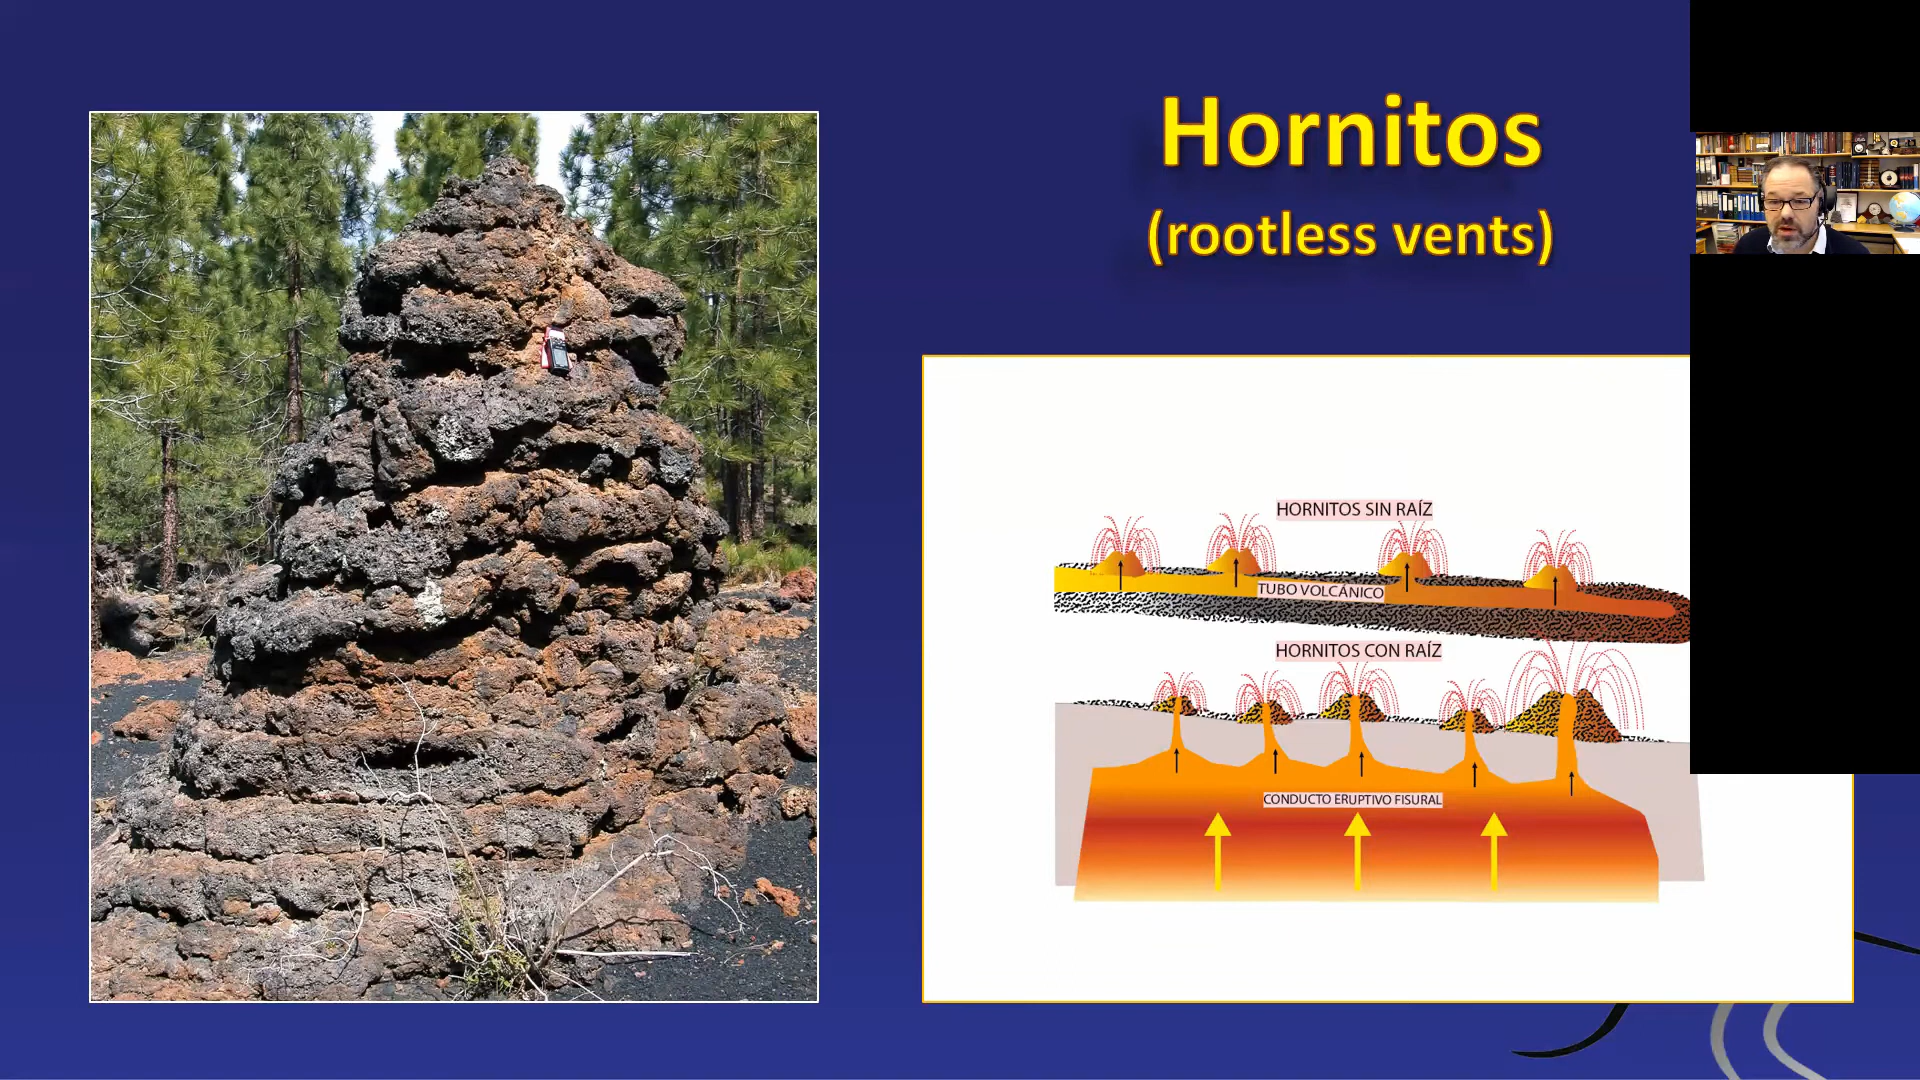 Hornitos
(rootless vents)
HORNITOS SIN RAÍZ
TUBO VOLCÁNICO
HORNITOS CON RAÍZ
CONDUCTO ERUPTIVO FISURAL